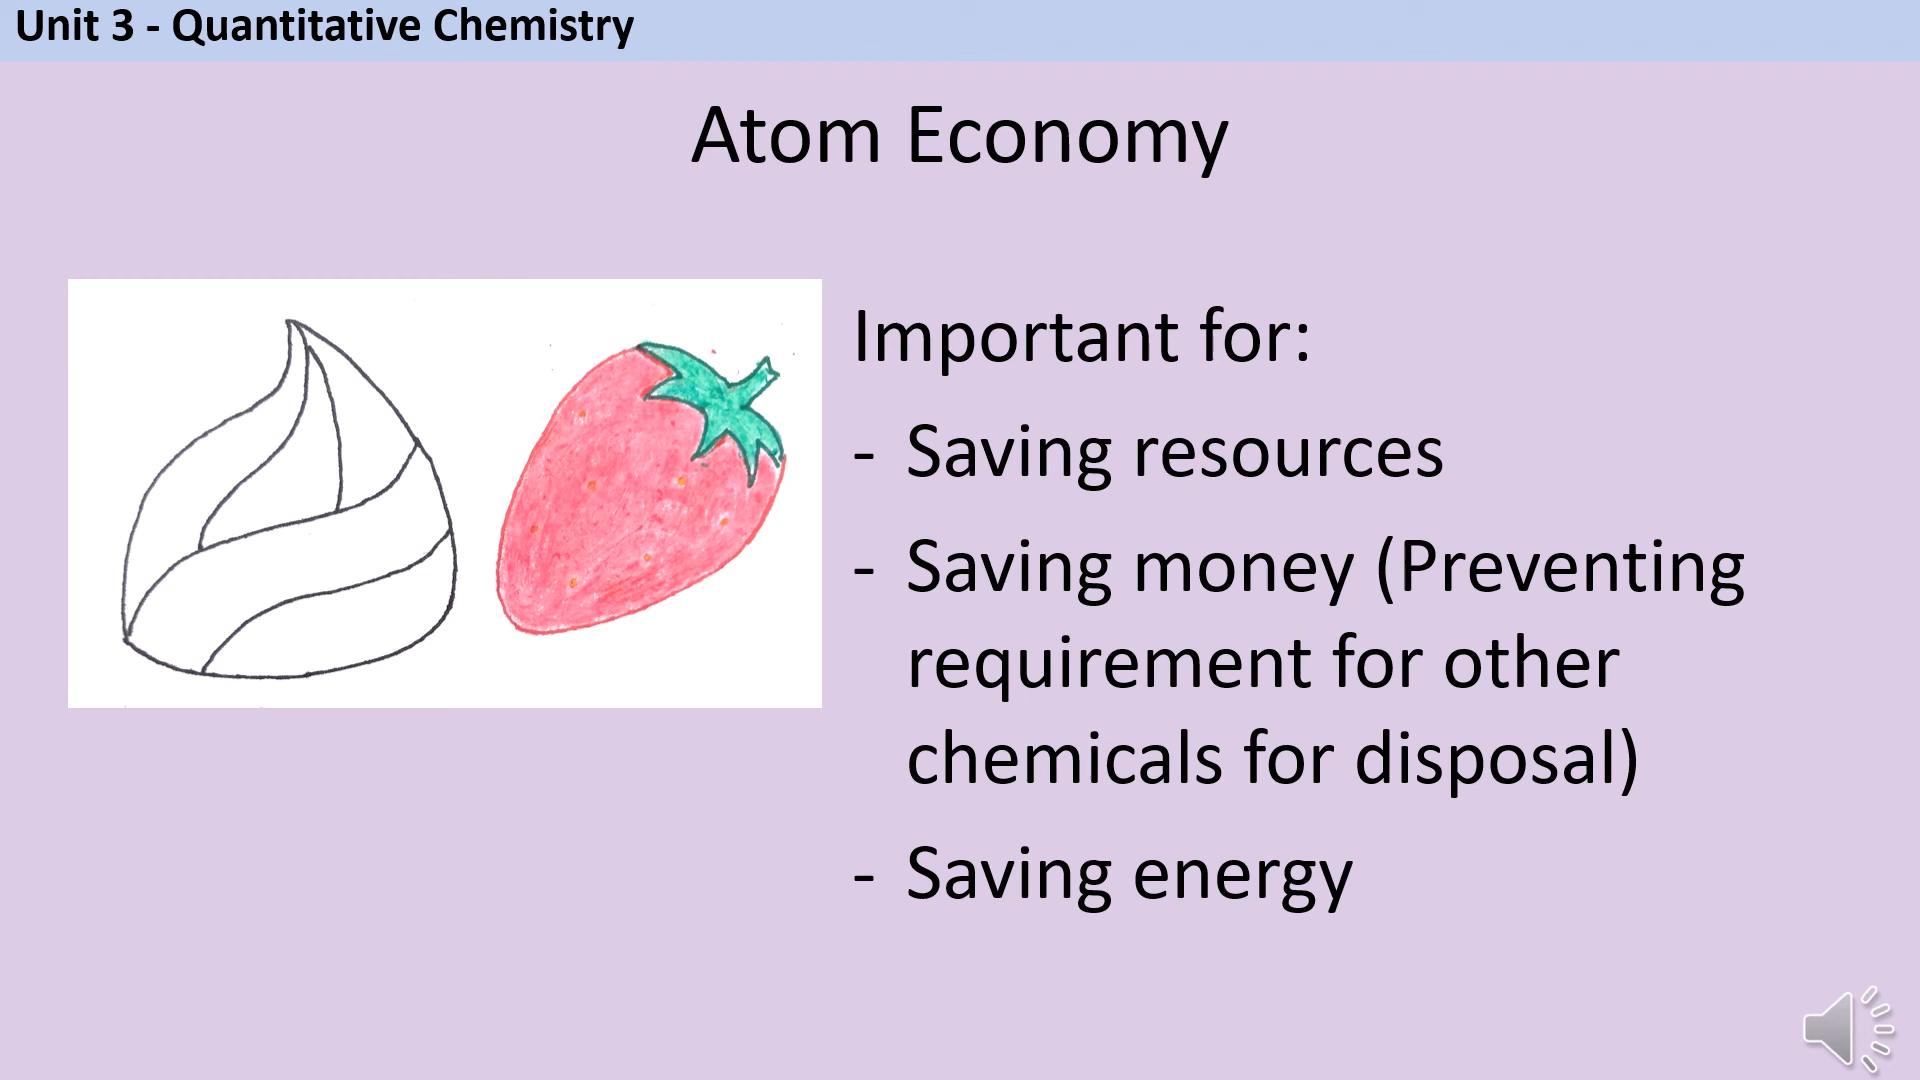 Unit 3 - Quantitative Chemistry
Atom Economy
Important for:
- Saving resources
- Saving money (Preventing
requirement for other
chemicals for disposal)
- Saving energy